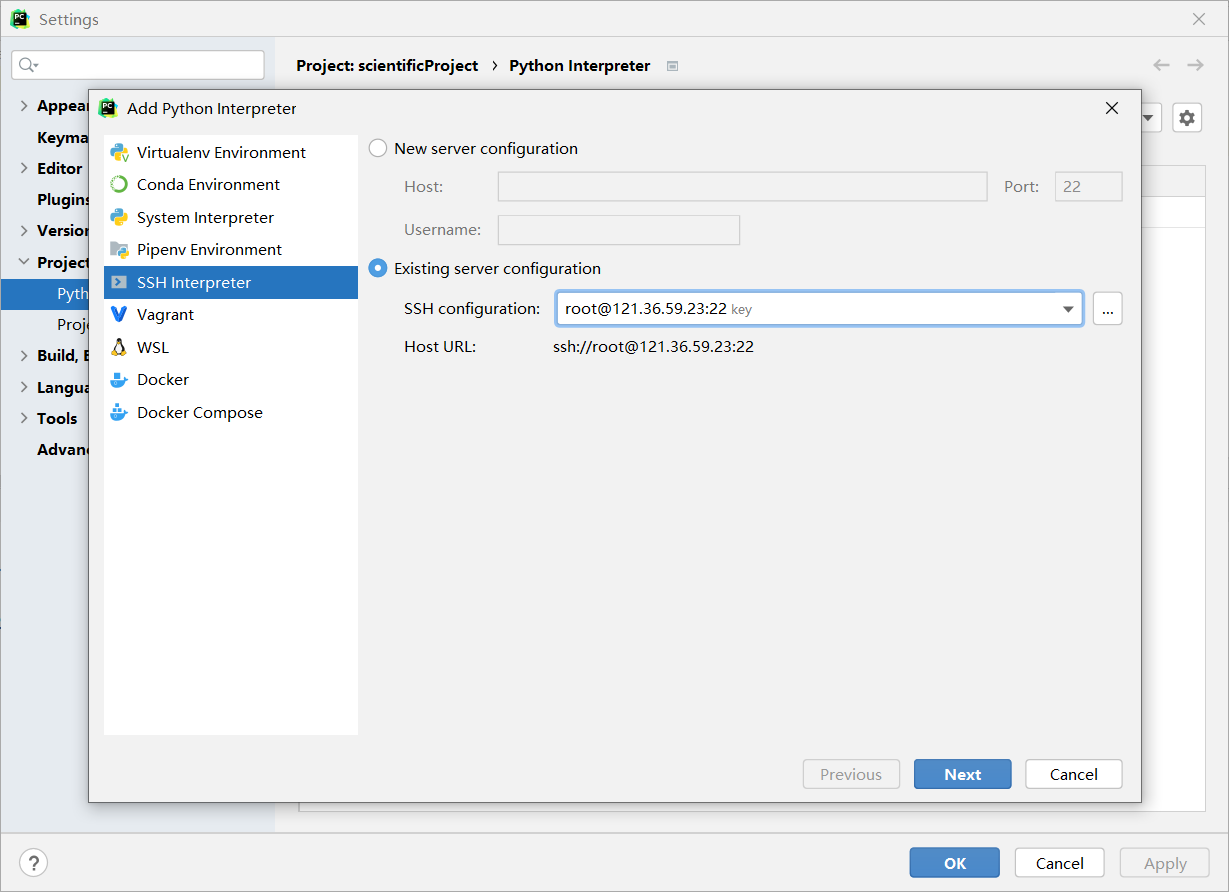 Settings
Project: scientificProject › Python Interpreter
Appear
Keyma
Editor
Plugins
Version
Project
Pyth
Proje
Build, E
Langua
Tools
Advanc
Add Python Interpreter
Virtualenv Environment
Conda Environment
System Interpreter
Pipenv Environment
SSH Interpreter
Vagrant
WSL
Docker
Docker Compose
New server configuration
Host: Port: 22
Username:
Existing server configuration
SSH configuration: root@121.36.59.23:22 key ...
Host URL: ssh://root@121.36.59.23:22
Previous Next Cancel
? OK Cancel Apply